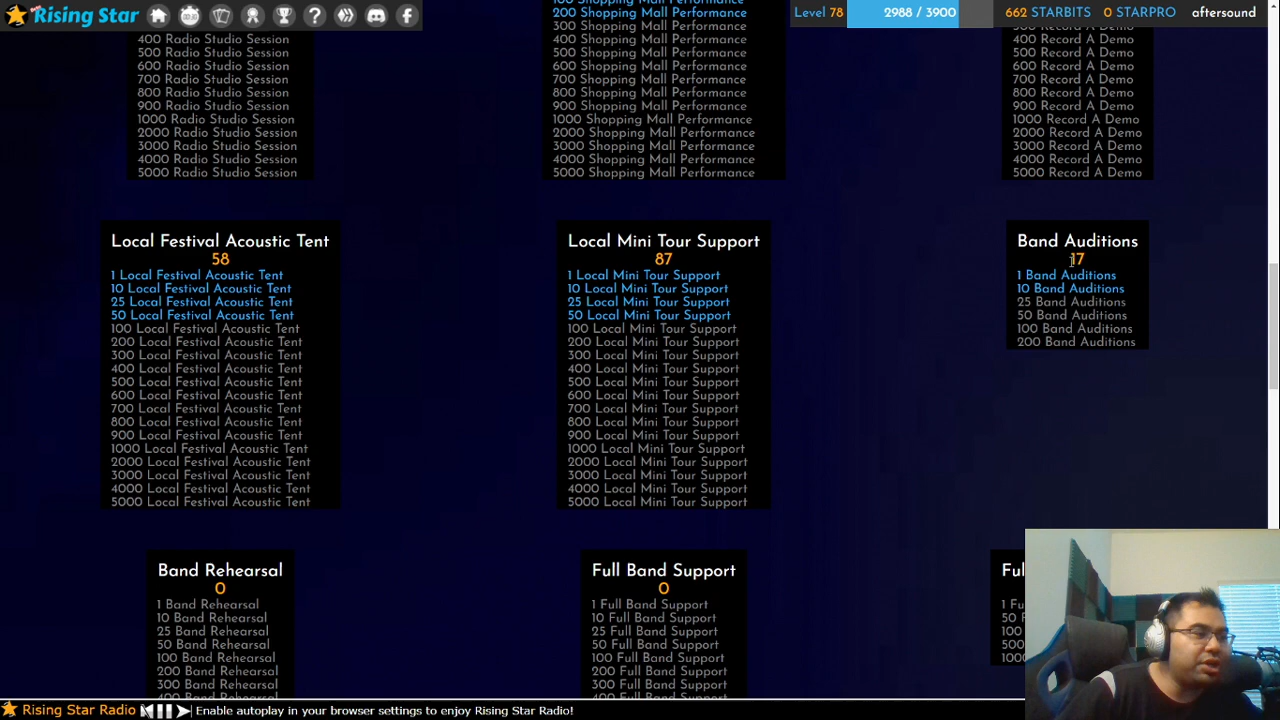 Rising Star
Level 78
2988 / 3900
662 STARBITS
0 STARPRO
aftersound
400 Radio Studio Session
500 Radio Studio Session
600 Radio Studio Session
700 Radio Studio Session
800 Radio Studio Session
900 Radio Studio Session
1000 Radio Studio Session
2000 Radio Studio Session
3000 Radio Studio Session
4000 Radio Studio Session
5000 Radio Studio Session
200 Shopping Mall Performance
300 Shopping Mall Performance
400 Shopping Mall Performance
500 Shopping Mall Performance
600 Shopping Mall Performance
700 Shopping Mall Performance
800 Shopping Mall Performance
900 Shopping Mall Performance
1000 Shopping Mall Performance
2000 Shopping Mall Performance
3000 Shopping Mall Performance
4000 Shopping Mall Performance
5000 Shopping Mall Performance
400 Record A Demo
500 Record A Demo
600 Record A Demo
700 Record A Demo
800 Record A Demo
900 Record A Demo
1000 Record A Demo
2000 Record A Demo
3000 Record A Demo
4000 Record A Demo
5000 Record A Demo
Local Festival Acoustic Tent
58
1 Local Festival Acoustic Tent
10 Local Festival Acoustic Tent
25 Local Festival Acoustic Tent
50 Local Festival Acoustic Tent
100 Local Festival Acoustic Tent
200 Local Festival Acoustic Tent
300 Local Festival Acoustic Tent
400 Local Festival Acoustic Tent
500 Local Festival Acoustic Tent
600 Local Festival Acoustic Tent
700 Local Festival Acoustic Tent
800 Local Festival Acoustic Tent
900 Local Festival Acoustic Tent
1000 Local Festival Acoustic Tent
2000 Local Festival Acoustic Tent
3000 Local Festival Acoustic Tent
4000 Local Festival Acoustic Tent
5000 Local Festival Acoustic Tent
Local Mini Tour Support
87
1 Local Mini Tour Support
10 Local Mini Tour Support
25 Local Mini Tour Support
50 Local Mini Tour Support
100 Local Mini Tour Support
200 Local Mini Tour Support
300 Local Mini Tour Support
400 Local Mini Tour Support
500 Local Mini Tour Support
600 Local Mini Tour Support
700 Local Mini Tour Support
800 Local Mini Tour Support
900 Local Mini Tour Support
1000 Local Mini Tour Support
2000 Local Mini Tour Support
3000 Local Mini Tour Support
4000 Local Mini Tour Support
5000 Local Mini Tour Support
Band Auditions
17
1 Band Auditions
10 Band Auditions
25 Band Auditions
50 Band Auditions
100 Band Auditions
200 Band Auditions
Band Rehearsal
0
1 Band Rehearsal
10 Band Rehearsal
25 Band Rehearsal
50 Band Rehearsal
100 Band Rehearsal
200 Band Rehearsal
300 Band Rehearsal
Full Band Support
0
1 Full Band Support
10 Full Band Support
25 Full Band Support
50 Full Band Support
100 Full Band Support
200 Full Band Support
300 Full Band Support
400 Full Band Support
Rising Star Radio
Enable autoplay in your browser settings to enjoy Rising Star Radio!